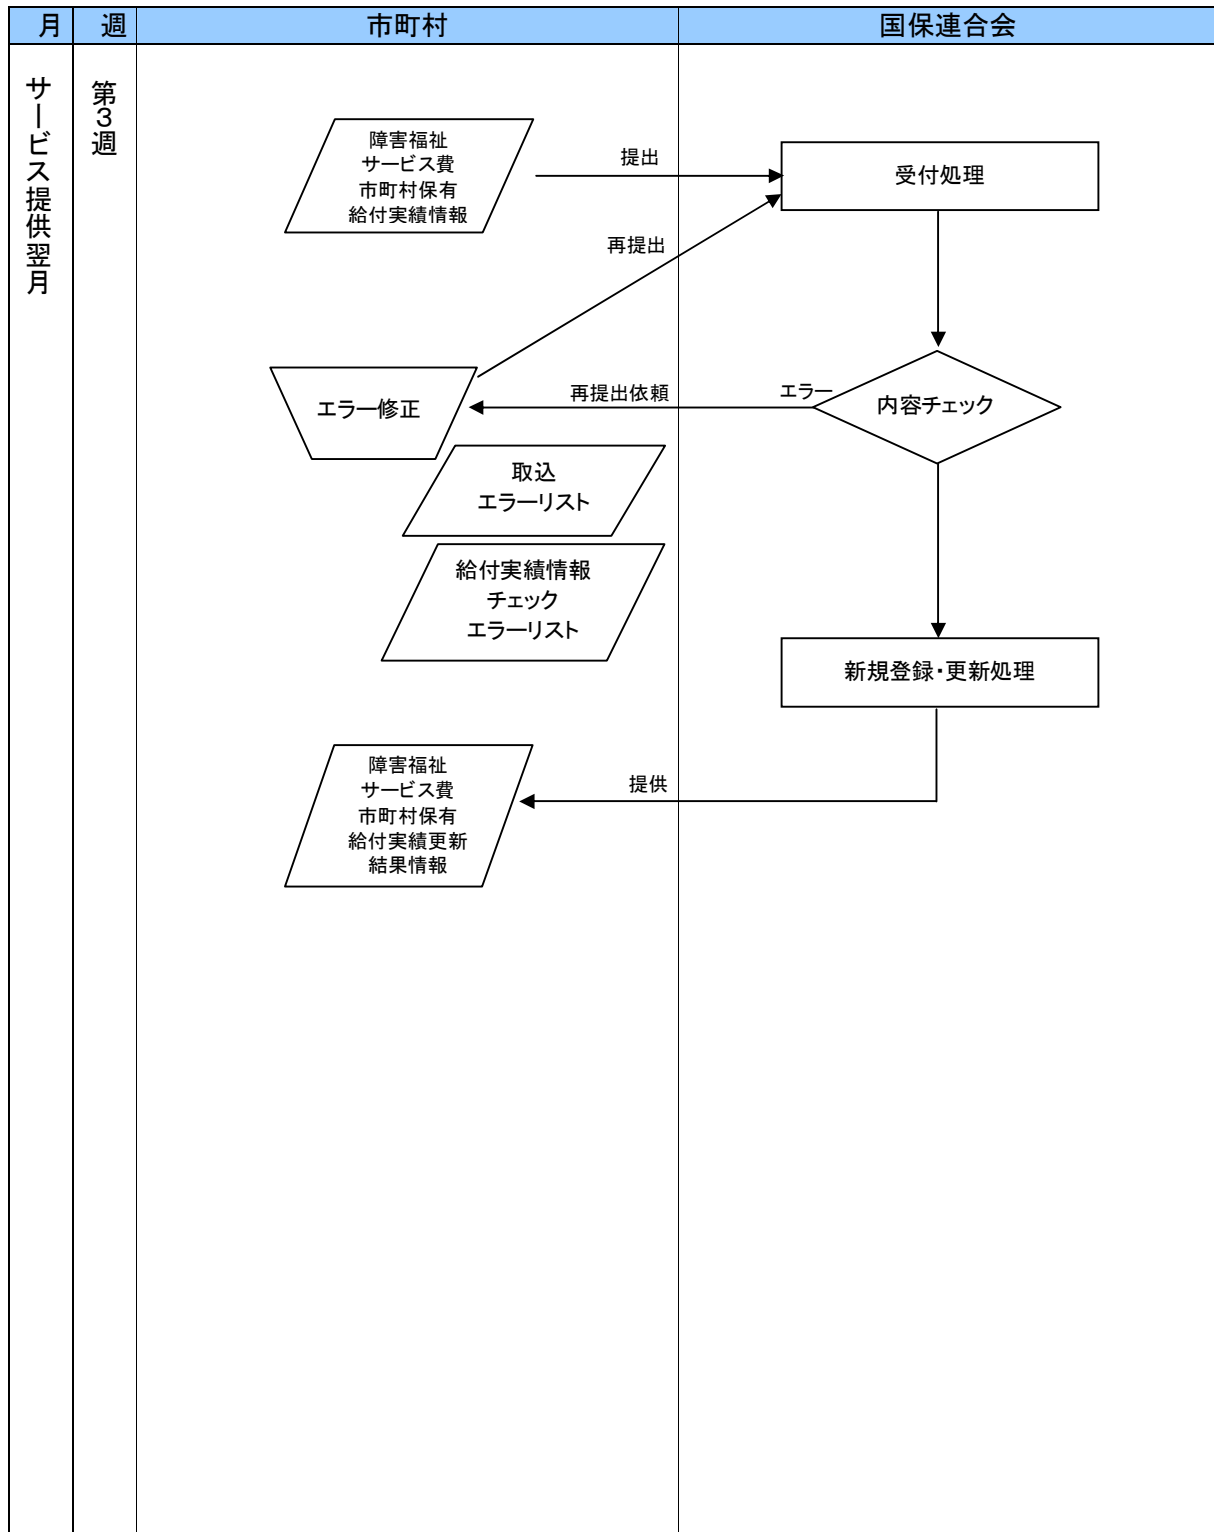 月 週 市町村 国保連合会
サービス提供翌月
第3週
障害福祉
サービス費
市町村保有
給付実績情報
提出
受付処理
再提出
エラー修正
再提出依頼
エラー
内容チェック
取込
エラーリスト
給付実績情報
チェック
エラーリスト
新規登録・更新処理
障害福祉
サービス費
市町村保有
給付実績更新
結果情報
提供